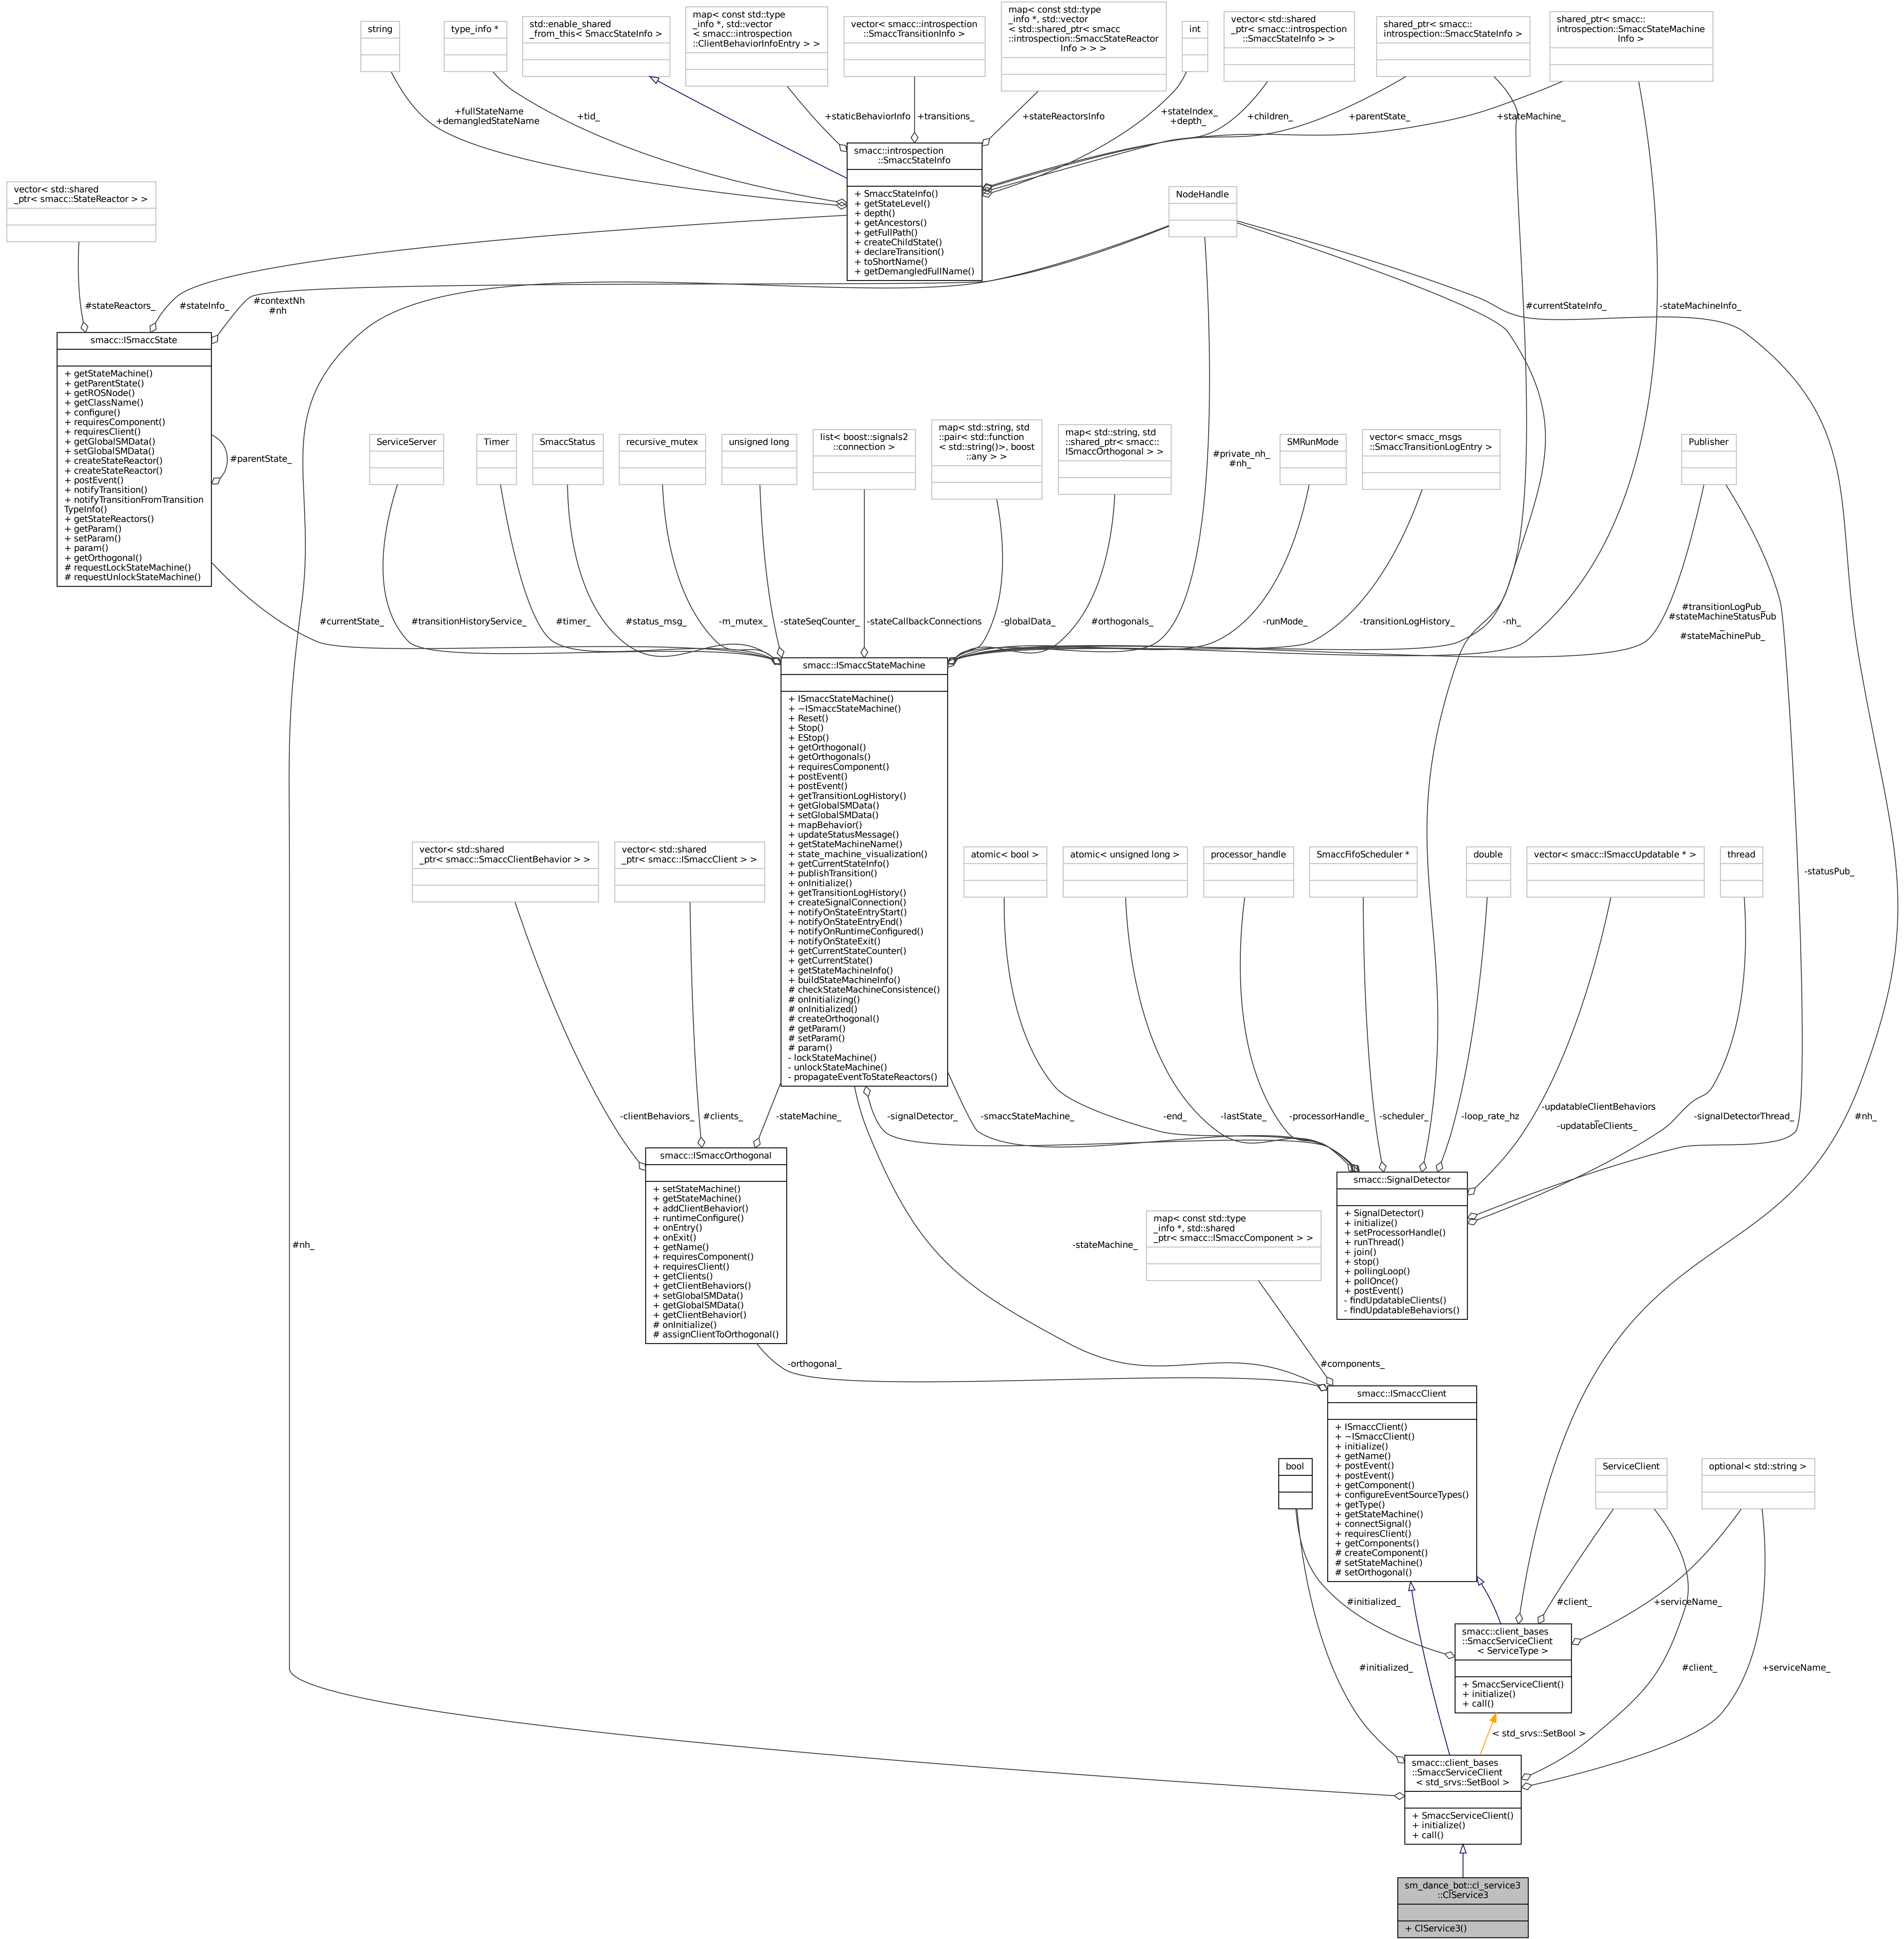 string
type_info *
std::enable_shared
_from_this< SmaccStateInfo >
map< const std::type
_info *, std::vector
< smacc::introspection
::ClientBehaviorInfoEntry > >
vector< smacc::introspection
::SmaccTransitionInfo >
map< const std::type
_info *, std::vector
< std::shared_ptr< smacc
::introspection::SmaccStateReactor
Info > > >
int
vector< std::shared
_ptr< smacc::introspection
::SmaccStateInfo > >
shared_ptr< smacc::
introspection::SmaccStateInfo >
shared_ptr< smacc::
introspection::SmaccStateMachine
Info >
+fullStateName
+demangledStateName
+tid_
+staticBehaviorInfo
+transitions_
+stateReactorsInfo
+stateIndex_
+depth_
+children_
+parentState_
+stateMachine_
smacc::introspection
::SmaccStateInfo
+ SmaccStateInfo()
+ getStateLevel()
+ depth()
+ getAncestors()
+ getFullPath()
+ createChildState()
+ declareTransition()
+ toShortName()
+ getDemangledFullName()
vector< std::shared
_ptr< smacc::StateReactor > >
NodeHandle
#stateReactors_
#stateInfo_
#contextNh
#nh
#currentStateInfo_
-stateMachineInfo_
smacc::ISmaccState
+ getStateMachine()
+ getParentState()
+ getROSNode()
+ getClassName()
+ configure()
+ requiresComponent()
+ requiresClient()
+ getGlobalSMData()
+ setGlobalSMData()
+ createStateReactor()
+ createStateReactor()
+ postEvent()
+ notifyTransition()
+ notifyTransitionFromTransition
TypeInfo()
+ getStateReactors()
+ getParam()
+ setParam()
+ param()
+ getOrthogonal()
# requestLockStateMachine()
# requestUnlockStateMachine()
#parentState_
ServiceServer
Timer
SmaccStatus
recursive_mutex
unsigned long
list< boost::signals2
::connection >
map< std::string, std
::pair< std::function
< std::string()>, boost
::any > >
map< std::string, std
::shared_ptr< smacc::
ISmaccOrthogonal > >
#private_nh_
#nh_
SMRunMode
vector< smacc_msgs
::SmaccTransitionLogEntry >
Publisher
#currentState_
#transitionHistoryService_
#timer_
#status_msg_
-m_mutex_
-stateSeqCounter_
-stateCallbackConnections
-globalData_
#orthogonals_
-runMode_
-transitionLogHistory_
-nh_
#transitionLogPub_
#stateMachineStatusPub
_
#stateMachinePub_
smacc::ISmaccStateMachine
+ ISmaccStateMachine()
+ ~ISmaccStateMachine()
+ Reset()
+ Stop()
+ EStop()
+ getOrthogonal()
+ getOrthogonals()
+ requiresComponent()
+ postEvent()
+ postEvent()
+ getTransitionLogHistory()
+ getGlobalSMData()
+ setGlobalSMData()
+ mapBehavior()
+ updateStatusMessage()
+ getStateMachineName()
+ state_machine_visualization()
+ getCurrentStateInfo()
+ publishTransition()
+ onInitialize()
+ getTransitionLogHistory()
+ createSignalConnection()
+ notifyOnStateEntryStart()
+ notifyOnStateEntryEnd()
+ notifyOnRuntimeConfigured()
+ notifyOnStateExit()
+ getCurrentStateCounter()
+ getCurrentState()
+ getStateMachineInfo()
+ buildStateMachineInfo()
# checkStateMachineConsistence()
# onInitializing()
# onInitialized()
# createOrthogonal()
# getParam()
# setParam()
# param()
- lockStateMachine()
- unlockStateMachine()
- propagateEventToStateReactors()
vector< std::shared
_ptr< smacc::SmaccClientBehavior > >
vector< std::shared
_ptr< smacc::ISmaccClient > >
atomic< bool >
atomic< unsigned long >
processor_handle
SmaccFifoScheduler *
double
vector< smacc::ISmaccUpdatable * >
thread
-statusPub_
-clientBehaviors_
#clients_
-stateMachine_
-signalDetector_
-smaccStateMachine_
-end_
-lastState_
-processorHandle_
-scheduler_
-loop_rate_hz
-updatableClientBehaviors
_
-updatableClients_
-signalDetectorThread_
#nh_
smacc::ISmaccOrthogonal
+ setStateMachine()
+ getStateMachine()
+ addClientBehavior()
+ runtimeConfigure()
+ onEntry()
+ onExit()
+ getName()
+ requiresComponent()
+ requiresClient()
+ getClients()
+ getClientBehaviors()
+ setGlobalSMData()
+ getGlobalSMData()
+ getClientBehavior()
# onInitialize()
# assignClientToOrthogonal()
smacc::SignalDetector
+ SignalDetector()
+ initialize()
+ setProcessorHandle()
+ runThread()
+ join()
+ stop()
+ pollingLoop()
+ pollOnce()
+ postEvent()
- findUpdatableClients()
- findUpdatableBehaviors()
map< const std::type
_info *, std::shared
_ptr< smacc::ISmaccComponent > >
#nh_
-stateMachine_
-orthogonal_
#components_
smacc::ISmaccClient
+ ISmaccClient()
+ ~ISmaccClient()
+ initialize()
+ getName()
+ postEvent()
+ postEvent()
+ getComponent()
+ configureEventSourceTypes()
+ getType()
+ getStateMachine()
+ connectSignal()
+ requiresClient()
+ getComponents()
# createComponent()
# setStateMachine()
# setOrthogonal()
bool
ServiceClient
optional< std::string >
#initialized_
#client_
+serviceName_
smacc::client_bases
::SmaccServiceClient
< ServiceType >
+ SmaccServiceClient()
+ initialize()
+ call()
#initialized_
#client_
+serviceName_
< std_srvs::SetBool >
smacc::client_bases
::SmaccServiceClient
< std_srvs::SetBool >
+ SmaccServiceClient()
+ initialize()
+ call()
sm_dance_bot::cl_service3
::ClService3
+ ClService3()